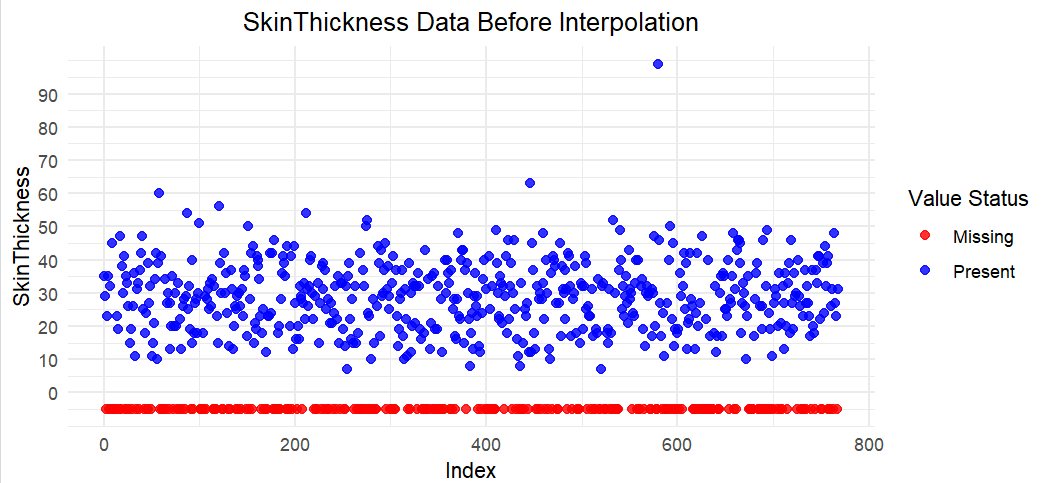 SkinThickness Data Before Interpolation
SkinThickness
90
80
70
60
50
40
30
20
10
0
0 200 400 600 800
Index
Value Status
Missing
Present